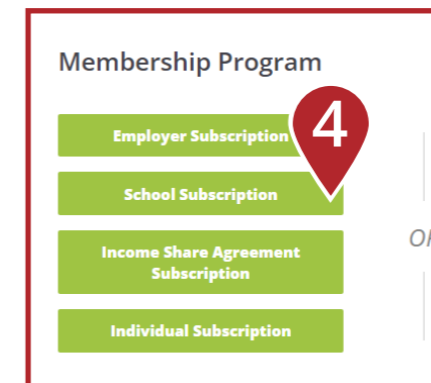 Membership Program
4
Employer Subscription
School Subscription
Income Share Agreement
Subscription
Individual Subscription